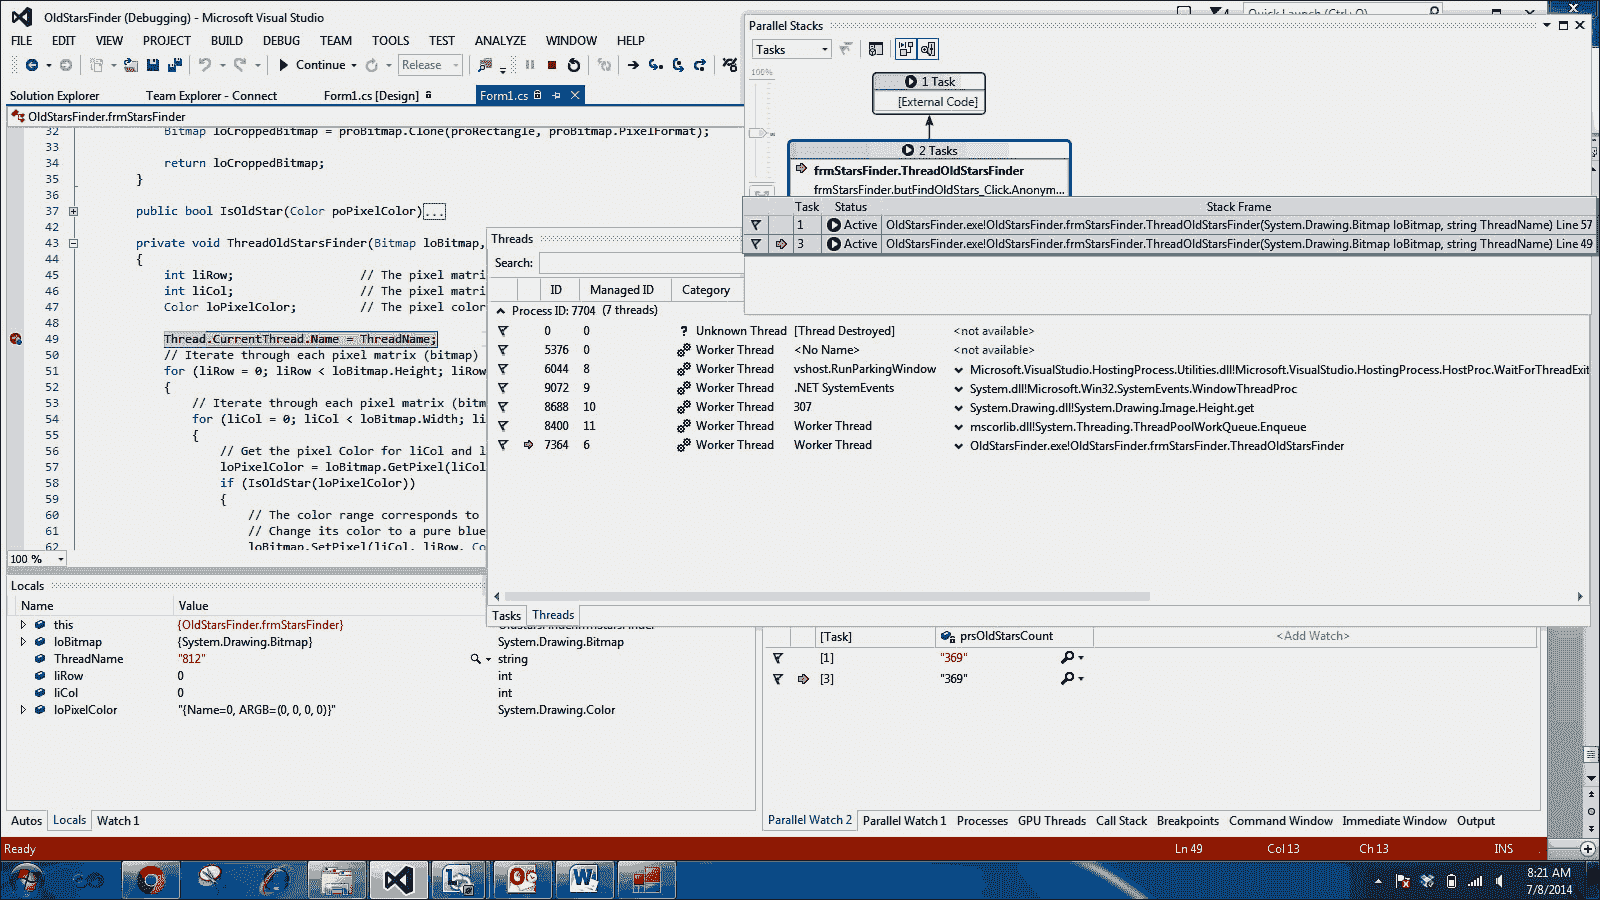 OldStarsFinder (Debugging) - Microsoft Visual Studio
4
Quick Launch (Ctrl+Q)
FILE EDIT VIEW PROJECT BUILD DEBUG TEAM TOOLS TEST ANALYZE WINDOW HELP
Continue Release
Solution Explorer Team Explorer - Connect Form1.cs [Design] Form1.cs
OldStarsFinder.frmStarsFinder
32 Bitmap loCroppedBitmap = proBitmap.Clone(proRectangle, proBitmap.PixelFormat);
33
34 return loCroppedBitmap;
35 }
36
37 public bool IsOldStar(Color poPixelColor)...
42
43 private void ThreadOldStarsFinder(Bitmap loBitmap,
44 {
45 int liRow; // The pixel matri
46 int liCol; // The pixel matri
47 Color loPixelColor; // The pixel color
48
49 Thread.CurrentThread.Name = ThreadName;
50 // Iterate through each pixel matrix (bitmap)
51 for (liRow = 0; liRow < loBitmap.Height; liRow
52 {
53 // Iterate through each pixel matrix (bitm
54 for (liCol = 0; liCol < loBitmap.Width; li
55 {
56 // Get the pixel Color for liCol and l
57 loPixelColor = loBitmap.GetPixel(liCol
58 if (IsOldStar(loPixelColor))
59 {
60 // The color range corresponds to
61 // Change its color to a pure blue
62 loBitmap.SetPixel(liCol, liRow, Co
100 %
Parallel Stacks
Tasks
100%
1 Task
[External Code]
2 Tasks
frmStarsFinder.ThreadOldStarsFinder
frmStarsFinder.butFindOldStars_Click.Anonym...
Task Status Stack Frame
1 Active OldStarsFinder.exe!OldStarsFinder.frmStarsFinder.ThreadOldStarsFinder(System.Drawing.Bitmap loBitmap, string ThreadName) Line 57
3 Active OldStarsFinder.exe!OldStarsFinder.frmStarsFinder.ThreadOldStarsFinder(System.Drawing.Bitmap loBitmap, string ThreadName) Line 49
Threads
Search:
ID Managed ID Category
Process ID: 7704 (7 threads)
0 0 ? Unknown Thread [Thread Destroyed] <not available>
5376 0 Worker Thread <No Name> <not available>
6044 8 Worker Thread vshost.RunParkingWindow Microsoft.VisualStudio.HostingProcess.Utilities.dll!Microsoft.VisualStudio.HostingProcess.HostProc.WaitForThreadExit
9072 9 Worker Thread .NET SystemEvents System.dll!Microsoft.Win32.SystemEvents.WindowThreadProc
8688 10 Worker Thread 307 System.Drawing.dll!System.Drawing.Image.Height.get
8400 11 Worker Thread Worker Thread mscorlib.dll!System.Threading.ThreadPoolWorkQueue.Enqueue
7364 6 Worker Thread Worker Thread OldStarsFinder.exe!OldStarsFinder.frmStarsFinder.ThreadOldStarsFinder
Tasks Threads
Locals
Name Value
this {OldStarsFinder.frmStarsFinder} OldStarsFinder.frmStarsFinder
loBitmap {System.Drawing.Bitmap} System.Drawing.Bitmap
ThreadName "812" string
liRow 0 int
liCol 0 int
loPixelColor "{Name=0, ARGB=(0, 0, 0, 0)}" System.Drawing.Color
Autos Locals Watch 1
[Task] prsOldStarsCount <Add Watch>
[1] "369"
[3] "369"
Parallel Watch 2 Parallel Watch 1 Processes GPU Threads Call Stack Breakpoints Command Window Immediate Window Output
Ready Ln 49 Col 13 Ch 13 INS
8:21 AM
7/8/2014